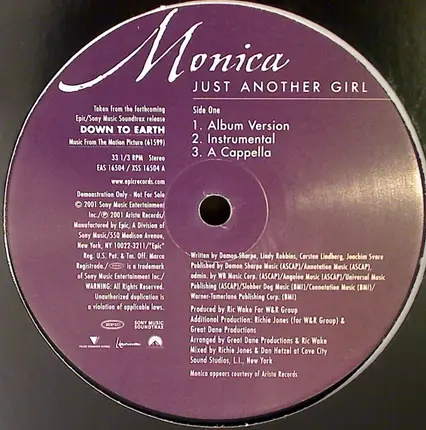 Monica
JUST ANOTHER GIRL
Taken from the forthcoming
Epic/Sony Music Soundtrax release
DOWN TO EARTH
Music From The Motion Picture (61599)
33 1/3 RPM Stereo
EAS 16504 / XSS 16504 A
www.epicrecords.com
Demonstration Only - Not For Sale
© 2001 Sony Music Entertainment
Inc./Ⓟ 2001 Arista Records/
Manufactured by Epic, A Division of
Sony Music/550 Madison Avenue,
New York, NY 10022-3211/"Epic"
Reg. U.S. Pat. & Tm. Off. Marca
Registrada./ is a trademark
of Sony Music Entertainment Inc./
WARNING: All Rights Reserved.
Unauthorized duplication is
a violation of applicable laws.
Side One
1. Album Version
2. Instrumental
3. A Cappella
Written by Damon Sharpe, Lindy Robbins, Carsten Lindberg, Joachim Svare
Published by Damon Sharpe Music (ASCAP)/Annotation Music (ASCAP),
admin. by WB Music Corp. (ASCAP)/Angelou Music (ASCAP)/Universal Music
Publishing (ASCAP)/Slobber Dog Music (BMI)/Connotation Music (BMI)/
Warner-Tamerlane Publishing Corp. (BMI)
Produced by Ric Wake For W&R Group
Additional Production: Richie Jones (for W&R Group) &
Great Dane Productions
Arranged by Great Dane Productions & Ric Wake
Mixed by Richie Jones & Dan Hetzel at Cove City
Sound Studios, L.I., New York
Monica appears courtesy of Arista Records
SONY MUSIC
SOUNDTRAX